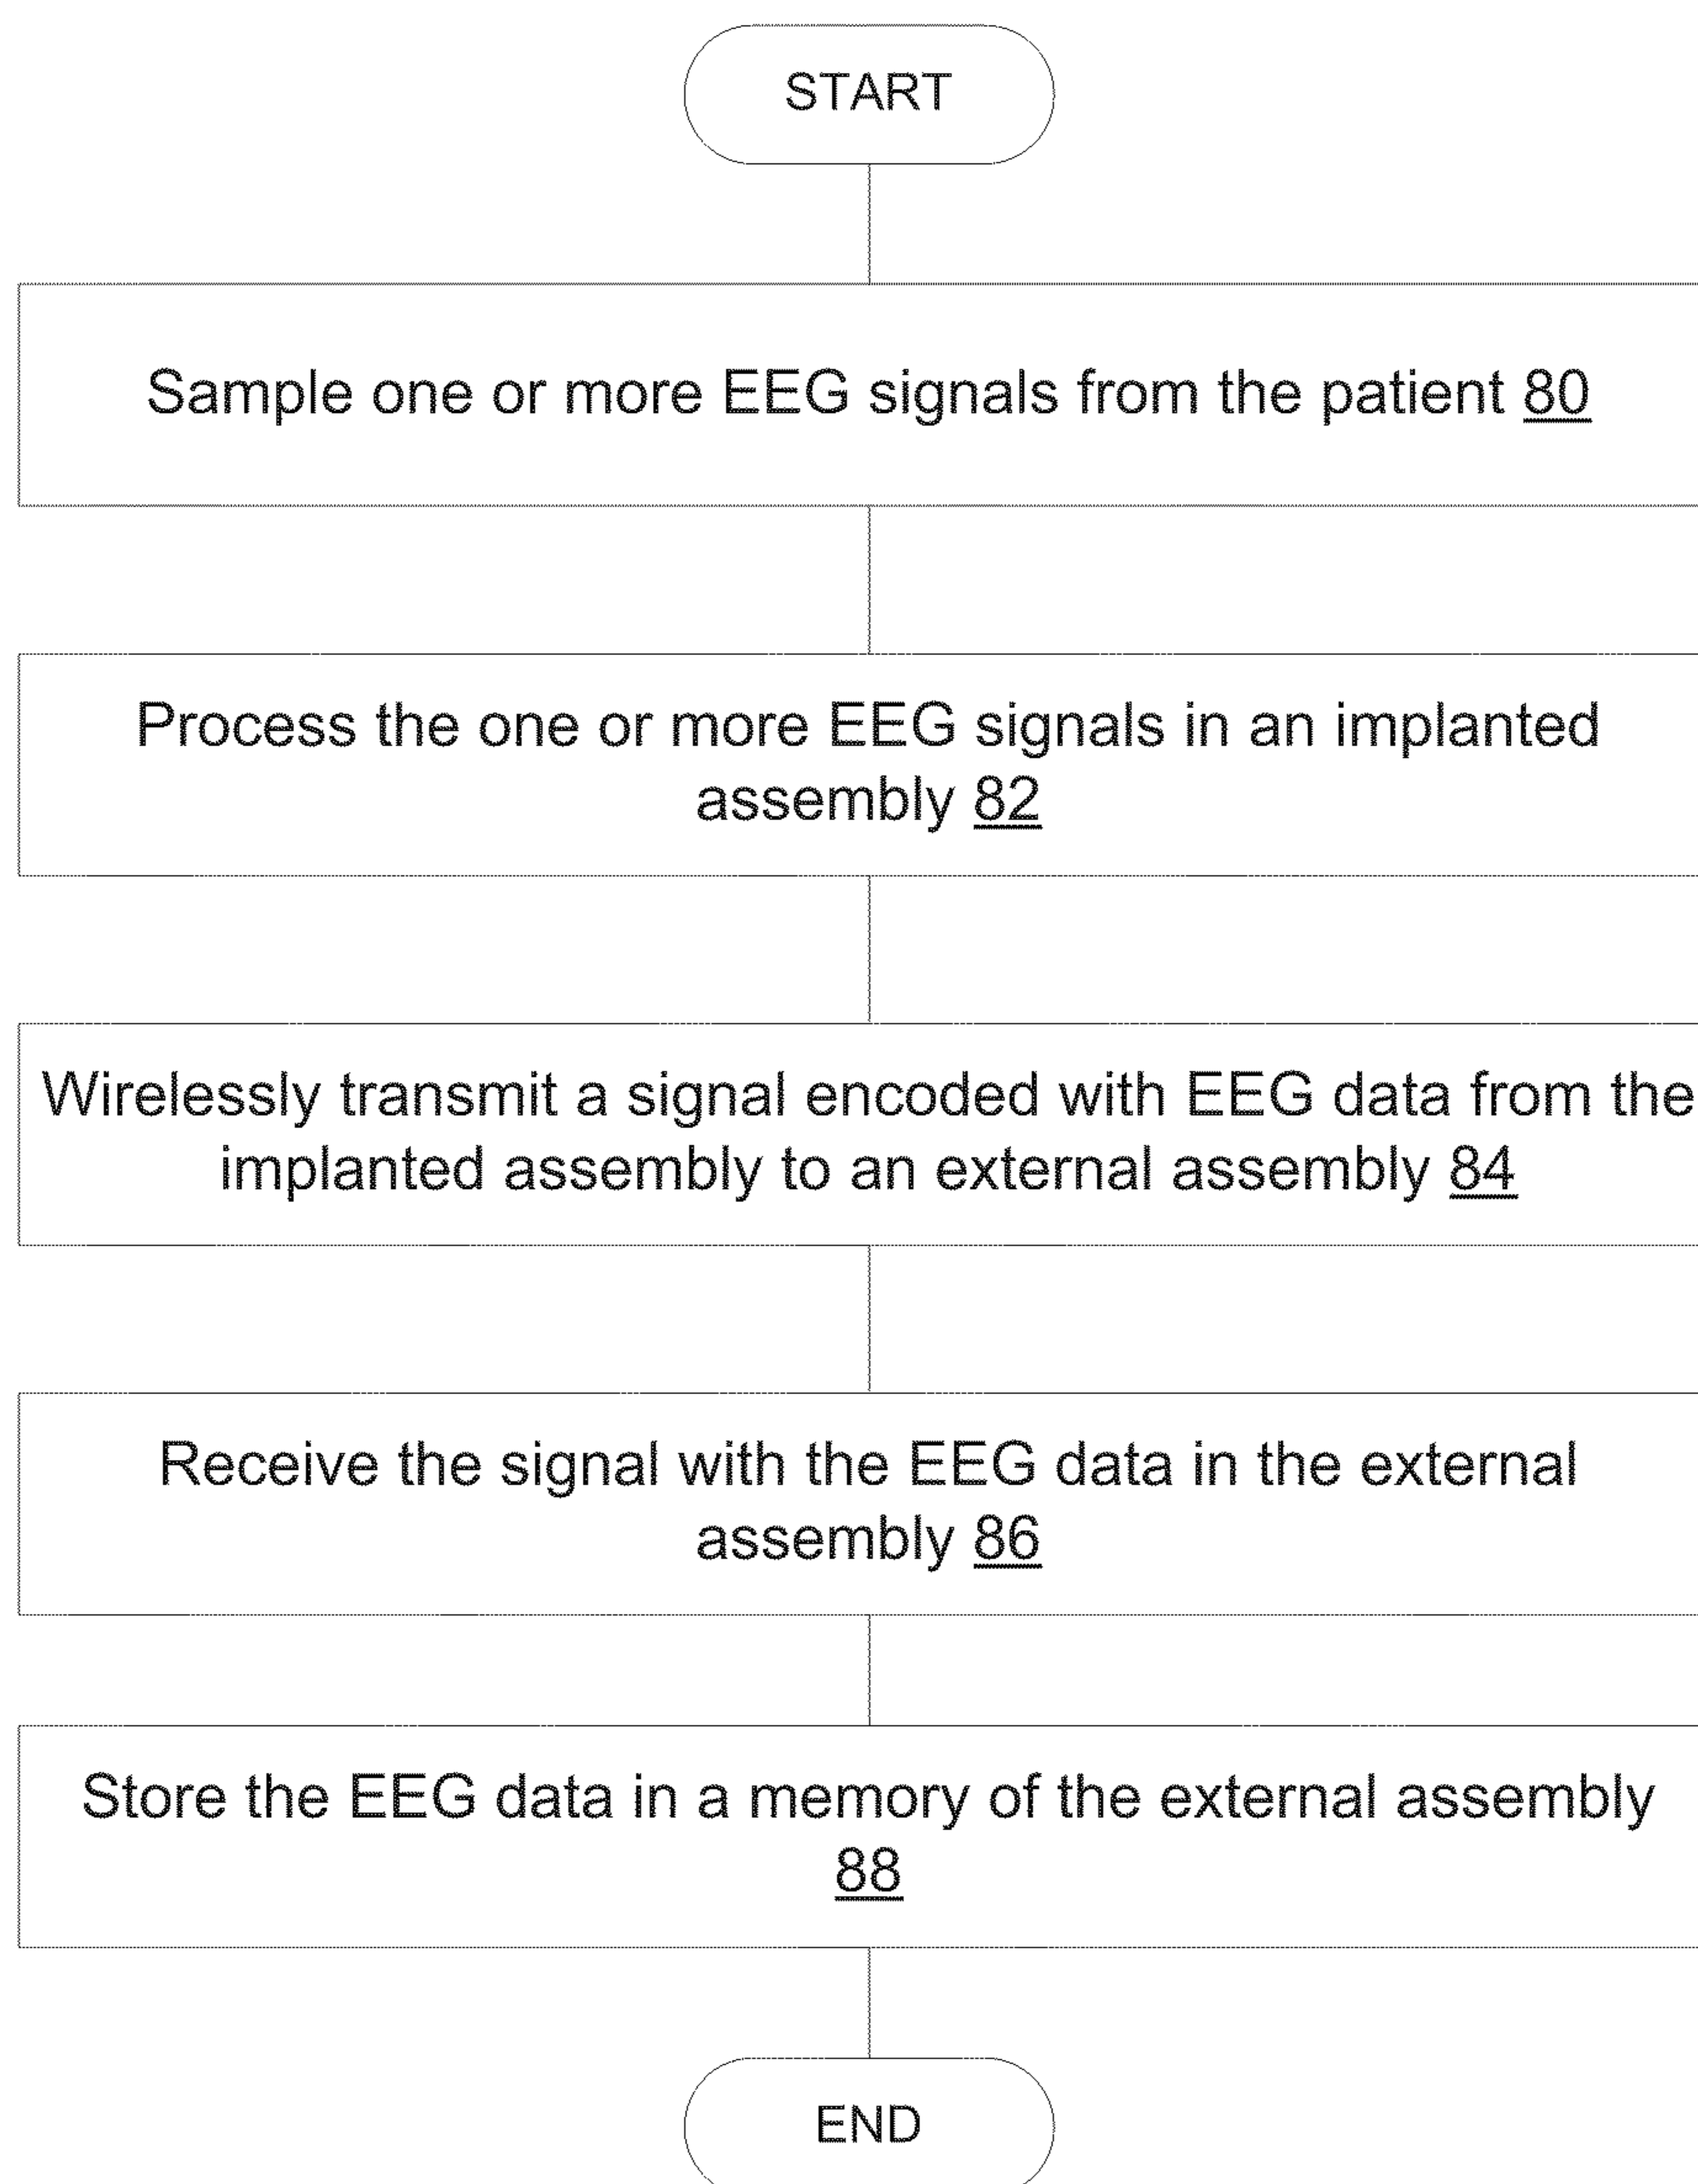 START
Sample one or more EEG signals from the patient 80
Process the one or more EEG signals in an implanted
assembly 82
Wirelessly transmit a signal encoded with EEG data from the
implanted assembly to an external assembly 84
Receive the signal with the EEG data in the external
assembly 86
Store the EEG data in a memory of the external assembly
88
END